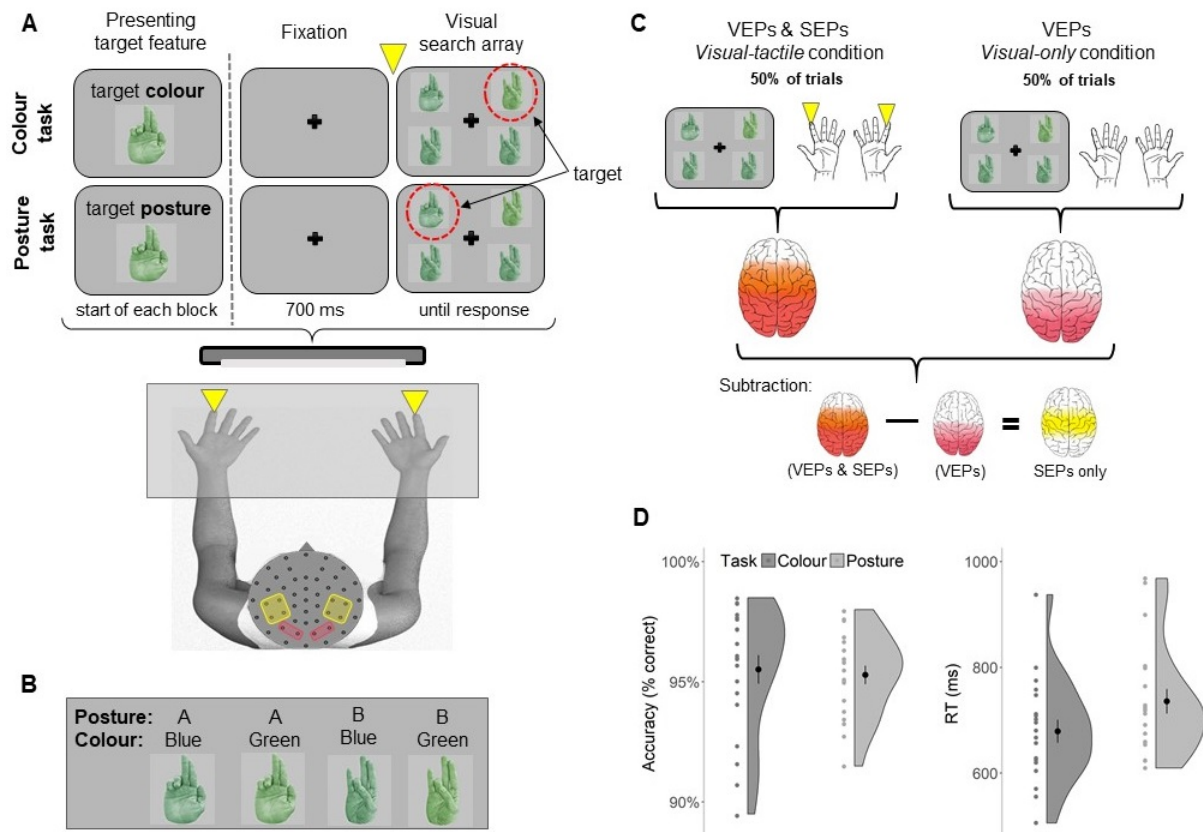 A
Presenting
target feature
Fixation
Visual
search array
Colour
task
target colour
target
Posture
task
target posture
start of each block
700 ms
until response
B
Posture: A A B B
Colour: Blue Green Blue Green
C
VEPs & SEPs
Visual-tactile condition
50% of trials
VEPs
Visual-only condition
50% of trials
Subtraction:
(VEPs & SEPs)
(VEPs)
SEPs only
D
Task Colour Posture
Accuracy (% correct)
100%
95%
90%
RT (ms)
1000
800
600